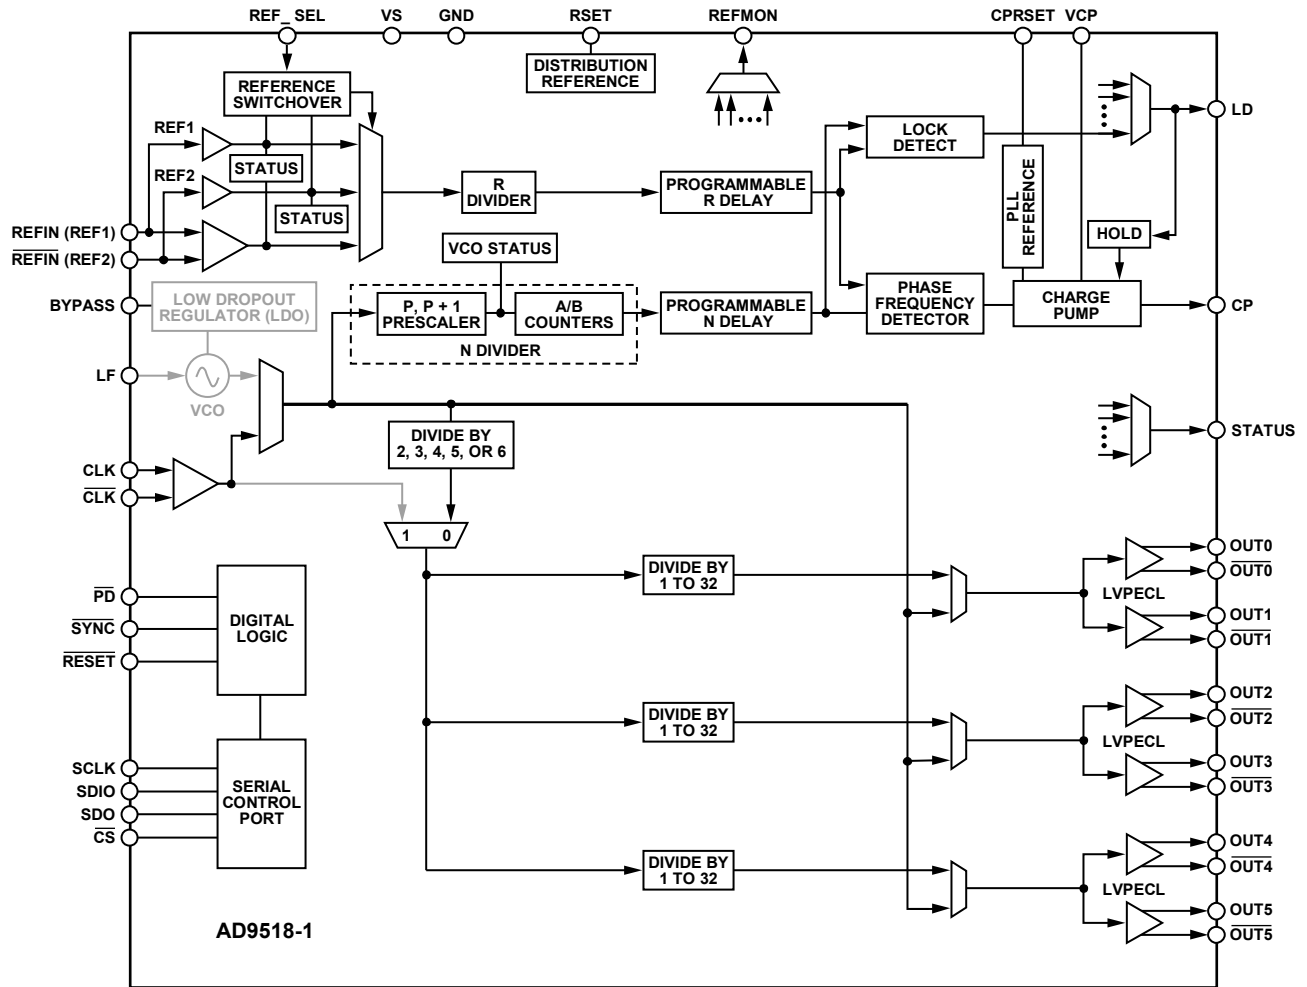 REF_SEL
VS
GND
RSET
REFMON
CPRSET
VCP
DISTRIBUTION
REFERENCE
REFERENCE
SWITCHOVER
REF1
STATUS
REF2
STATUS
REFIN (REF1)
REFIN (REF2)
BYPASS
LOW DROPOUT
REGULATOR (LDO)
LF
VCO
CLK
CLK
R
DIVIDER
VCO STATUS
P, P + 1
PRESCALER
A/B
COUNTERS
N DIVIDER
PROGRAMMABLE
R DELAY
PROGRAMMABLE
N DELAY
LOCK
DETECT
PLL
REFERENCE
HOLD
PHASE
FREQUENCY
DETECTOR
CHARGE
PUMP
LD
CP
STATUS
DIVIDE BY
2, 3, 4, 5, OR 6
1 0
PD
SYNC
RESET
DIGITAL
LOGIC
SCLK
SDIO
SDO
CS
SERIAL
CONTROL
PORT
DIVIDE BY
1 TO 32
LVPECL
OUT0
OUT0
OUT1
OUT1
DIVIDE BY
1 TO 32
LVPECL
OUT2
OUT2
OUT3
OUT3
DIVIDE BY
1 TO 32
LVPECL
OUT4
OUT4
OUT5
OUT5
AD9518-1